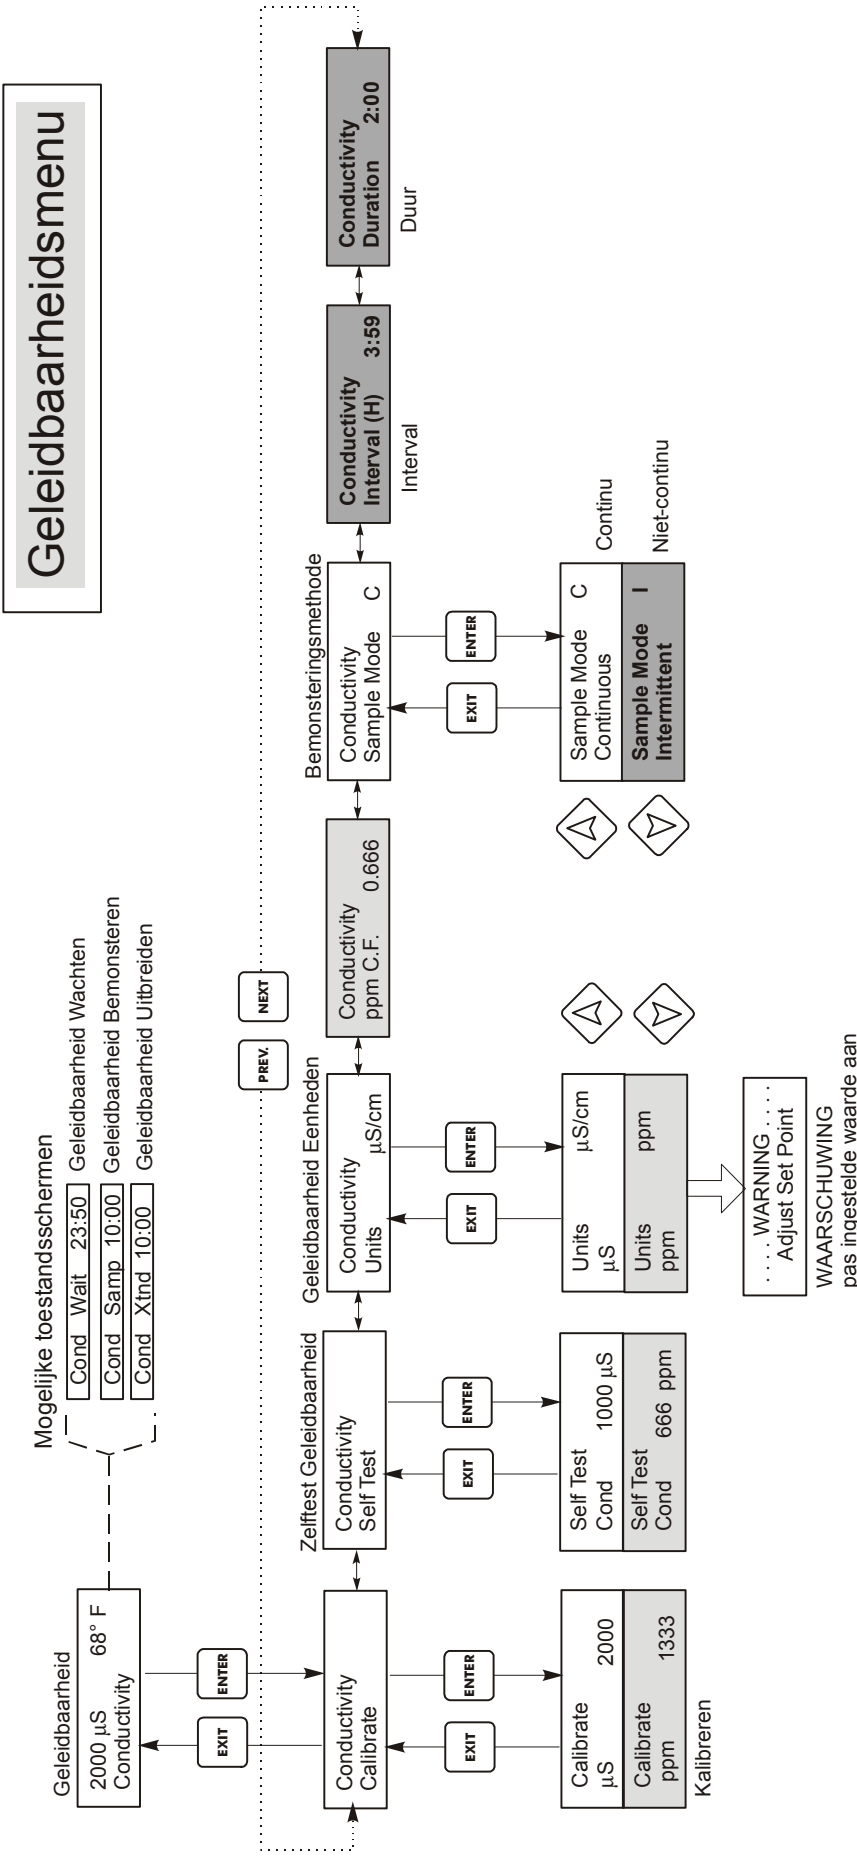 Geleidbaarheidsmenu
Mogelijke toestandsschermen
Cond Wait 23:50 Geleidbaarheid Wachten
Cond Samp 10:00 Geleidbaarheid Bemonsteren
Cond Xtnd 10:00 Geleidbaarheid Uitbreiden
Geleidbaarheid
2000 µS 68° F
Conductivity
EXIT
ENTER
PREV.
NEXT
Conductivity
Calibrate
Zelftest Geleidbaarheid
Conductivity
Self Test
Geleidbaarheid Eenheden
Conductivity
Units µS/cm
Conductivity
ppm C.F. 0.666
Bemonsteringsmethode
Conductivity
Sample Mode C
Conductivity
Interval (H) 3:59
Interval
Conductivity
Duration 2:00
Duur
EXIT
ENTER
EXIT
ENTER
EXIT
ENTER
EXIT
ENTER
Calibrate
µS 2000
Calibrate
ppm 1333
Kalibreren
Self Test
Cond 1000 µS
Self Test
Cond 666 ppm
Units µS/cm
µS
Units ppm
ppm
. . . . WARNING . . . .
Adjust Set Point
WAARSCHUWING
pas ingestelde waarde aan
Sample Mode C
Continuous
Continu
Sample Mode I
Intermittent
Niet-continu